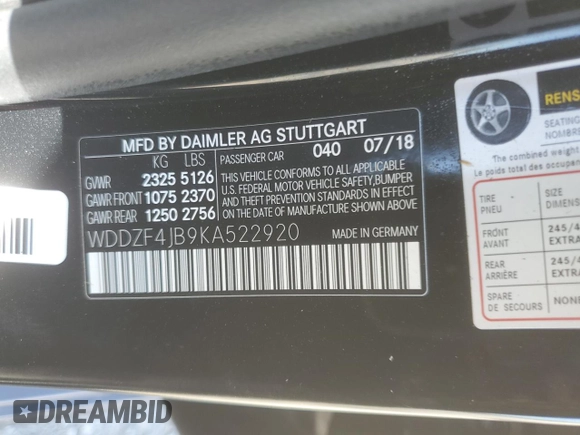 MFD BY DAIMLER AG STUTTGART
KG LBS
PASSENGER CAR 040 07/18
GVWR 2325 5126
GAWR FRONT 1075 2370
GAWR REAR 1250 2756
THIS VEHICLE CONFORMS TO ALL APPLICABLE
U.S. FEDERAL MOTOR VEHICLE SAFETY,BUMPER
AND THEFT PREVENTION STANDARDS IN EFFECT
ON THE DATE OF MANUFACTURE SHOWN ABOVE.
WDDZF4JB9KA522920
MADE IN GERMANY
RENS
SEATING
The combined weight
Le poids total des occupa
TIRE
PNEU
SIZE
DIMENS
FRONT
AVANT
245/4
EXTRA
REAR
ARRIÈRE
245/4
EXTRA
SPARE
DE SECOURS
NONE
DREAMBID